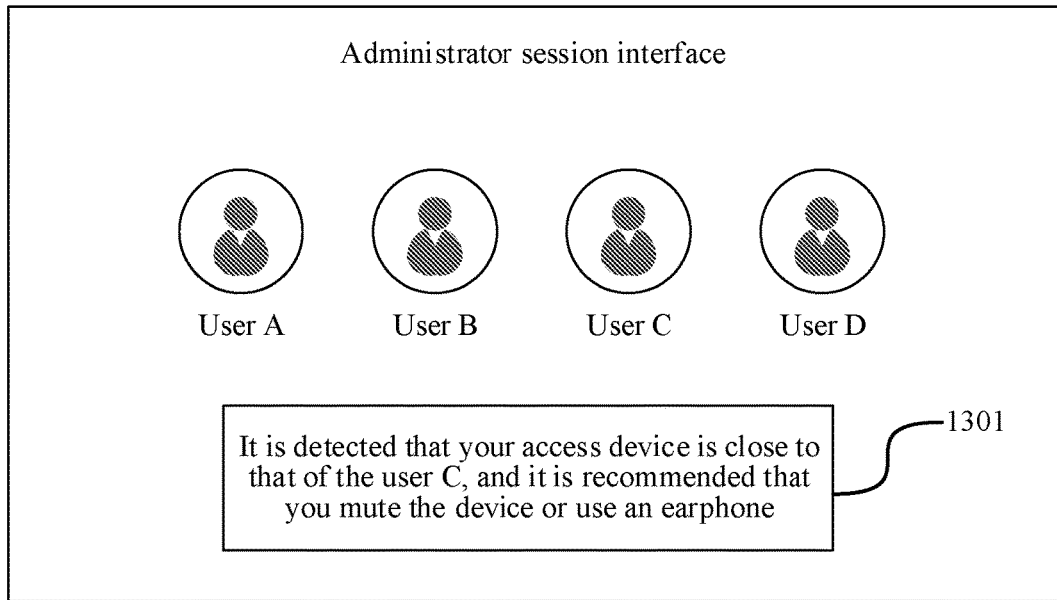 Administrator session interface
User A
User B
User C
User D
It is detected that your access device is close to
that of the user C, and it is recommended that
you mute the device or use an earphone
1301